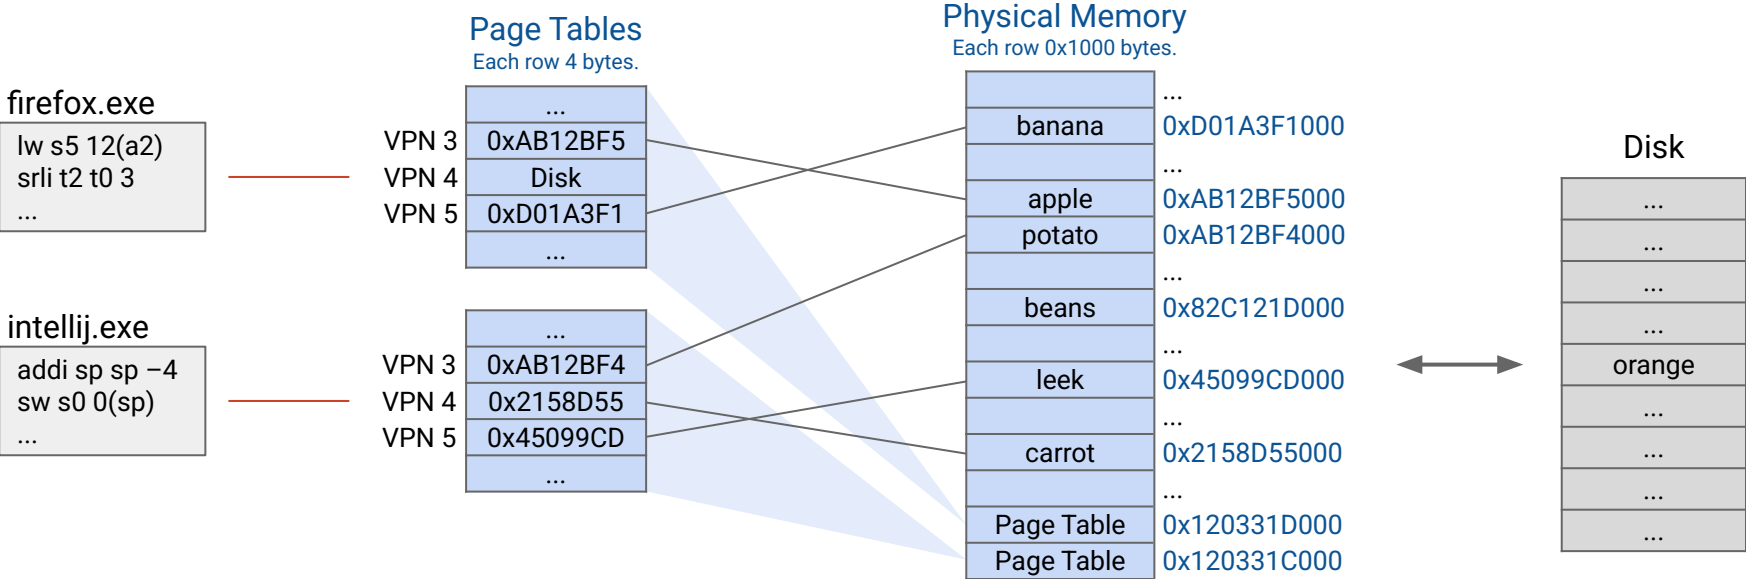 Page Tables
Each row 4 bytes.
Physical Memory
Each row 0x1000 bytes.
Disk
firefox.exe
lw s5 12(a2)
srli t2 t0 3
...
intellij.exe
addi sp sp –4
sw s0 0(sp)
...
...
VPN 3 0xAB12BF5
VPN 4 Disk
VPN 5 0xD01A3F1
...
...
VPN 3 0xAB12BF4
VPN 4 0x2158D55
VPN 5 0x45099CD
...
...
banana 0xD01A3F1000
...
apple 0xAB12BF5000
potato 0xAB12BF4000
...
beans 0x82C121D000
...
leek 0x45099CD000
...
carrot 0x2158D55000
...
Page Table 0x120331D000
Page Table 0x120331C000
...
...
...
...
orange
...
...
...
...